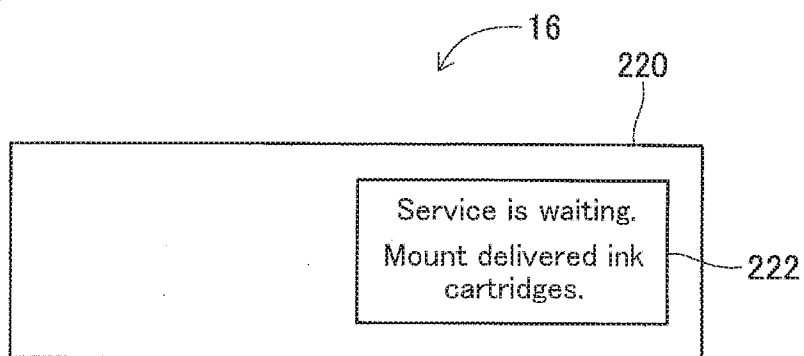 16
220
Service is waiting.
Mount delivered ink
cartridges.
222